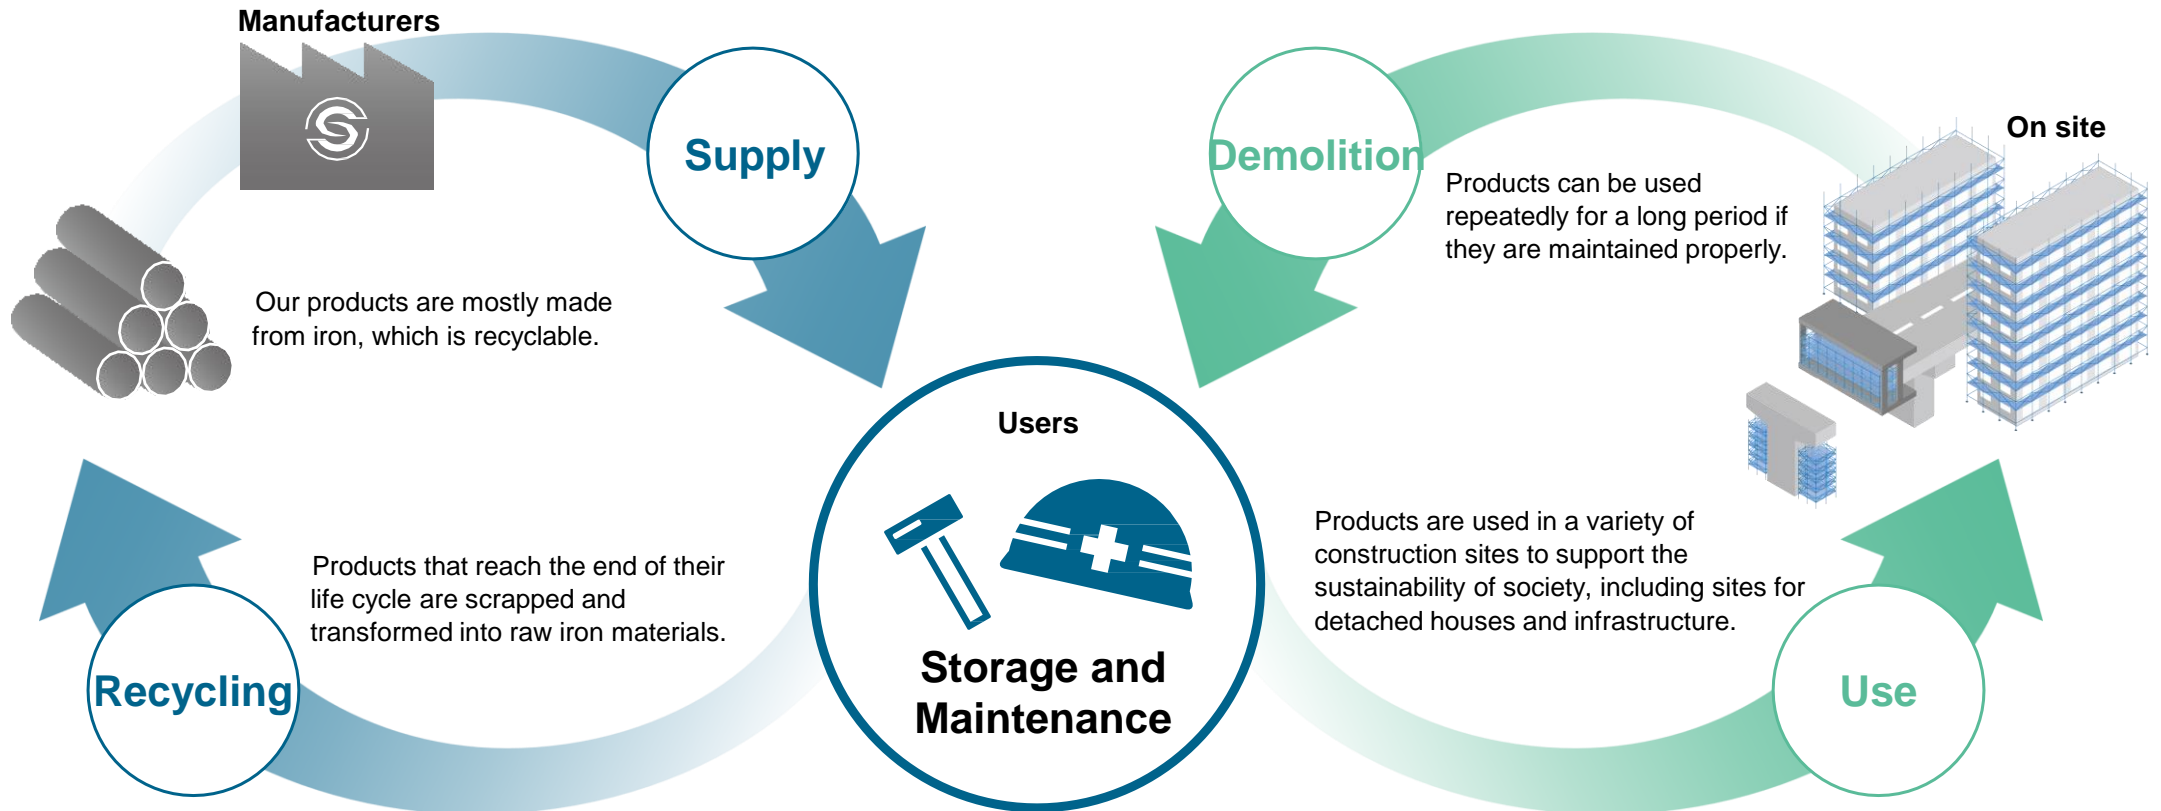 Manufacturers
Supply
Our products are mostly made
from iron, which is recyclable.
Demolition
Products can be used
repeatedly for a long period if
they are maintained properly.
On site
Users
Storage and
Maintenance
Products that reach the end of their
life cycle are scrapped and
transformed into raw iron materials.
Recycling
Products are used in a variety of
construction sites to support the
sustainability of society, including sites for
detached houses and infrastructure.
Use